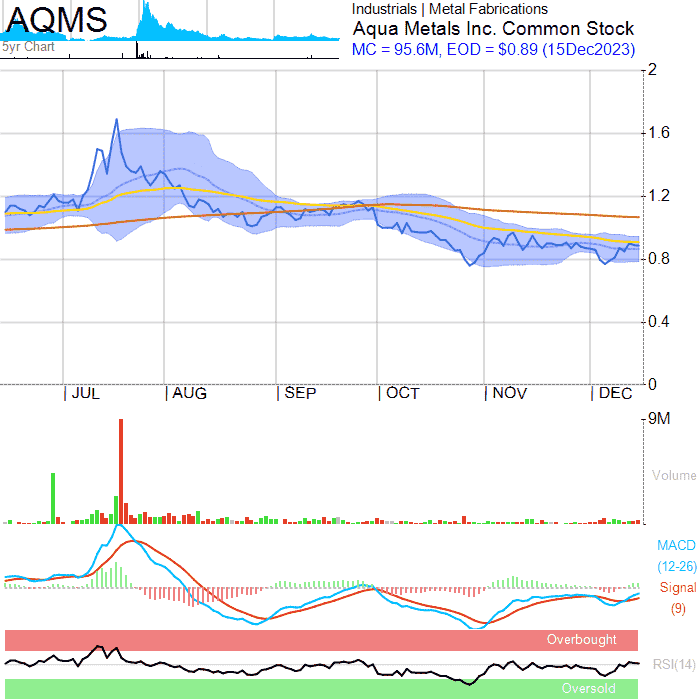 AQMS
5yr Chart
Industrials | Metal Fabrications
Aqua Metals Inc. Common Stock
MC = 95.6M, EOD = $0.89 (15Dec2023)
2
1.6
1.2
0.8
0.4
0
JUL AUG SEP OCT NOV DEC
9M
Volume
MACD
(12-26)
Signal
(9)
Overbought
RSI(14)
Oversold